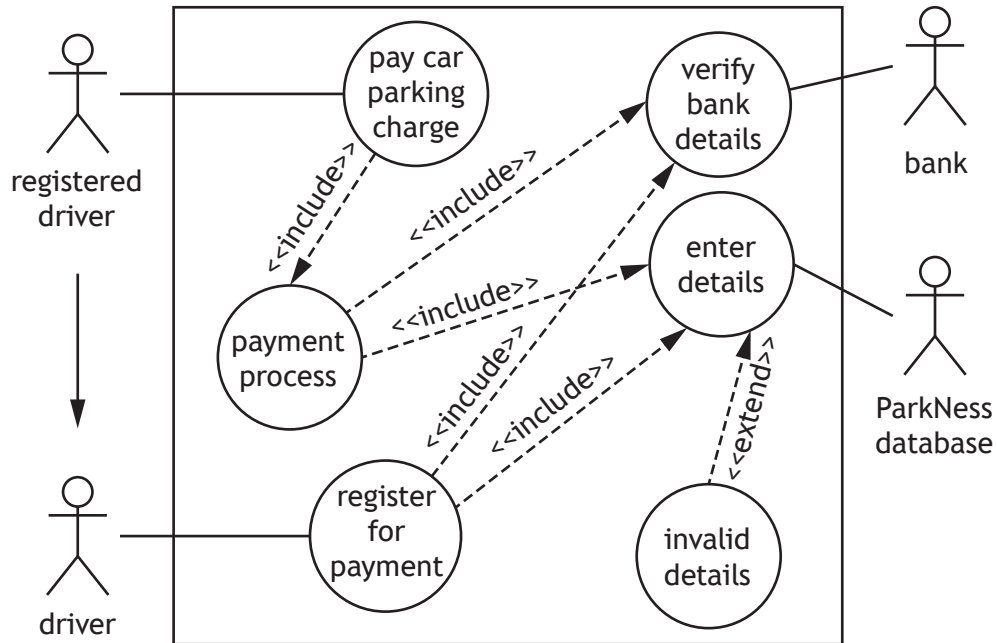 registered
driver
pay car
parking
charge
verify
bank
details
bank
<<include>>
<<include>>
enter
details
<<include>>
payment
process
<<include>>
<<include>>
<<extend>>
ParkNess
database
register
for
payment
invalid
details
driver